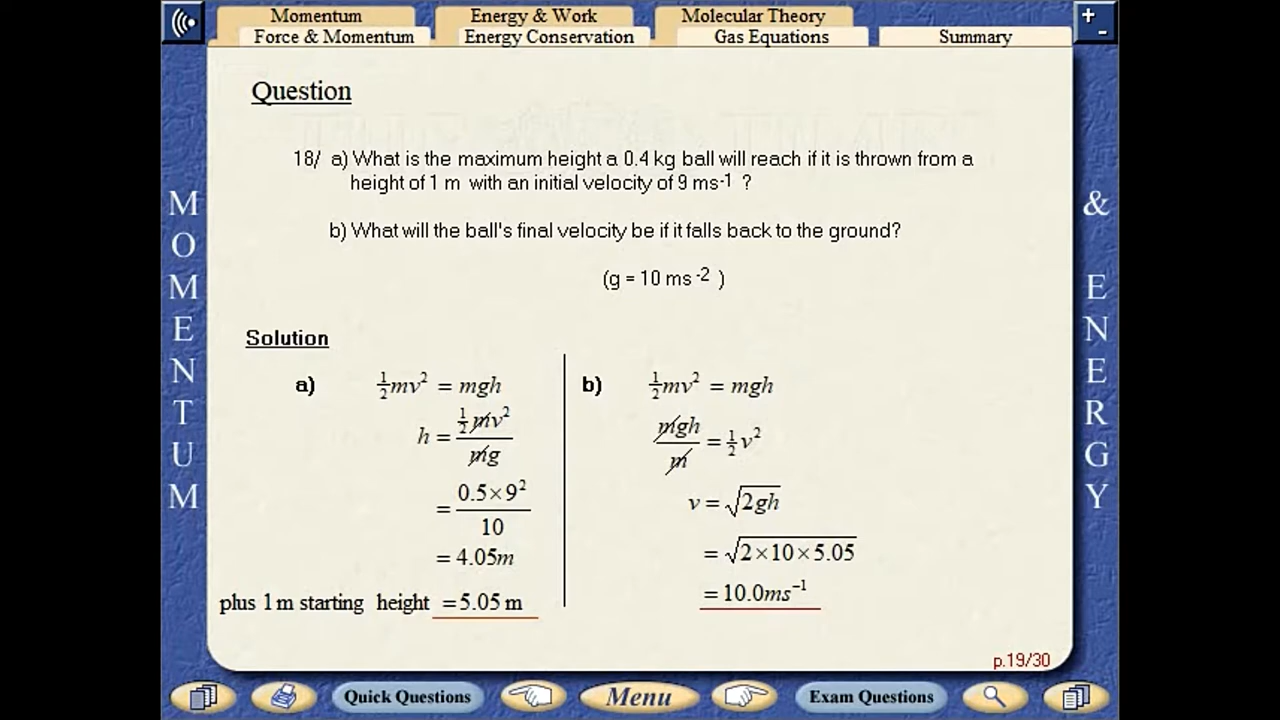 Momentum
Energy & Work
Molecular Theory
+
-
Force & Momentum
Energy Conservation
Gas Equations
Summary
MOMENTUM
& ENERGY
Question
18/ a) What is the maximum height a 0.4 kg ball will reach if it is thrown from a
height of 1 m with an initial velocity of 9 ms⁻¹ ?
b) What will the ball's final velocity be if it falls back to the ground?
(g = 10 ms⁻² )
Solution
a) ½mv² = mgh
h = ½mv² / mg
= 0.5×9² / 10
= 4.05m
plus 1m starting height = 5.05 m
b) ½mv² = mgh
mgh / m = ½v²
v = √2gh
= √2×10×5.05
= 10.0ms⁻¹
p.19/30
Quick Questions
Menu
Exam Questions